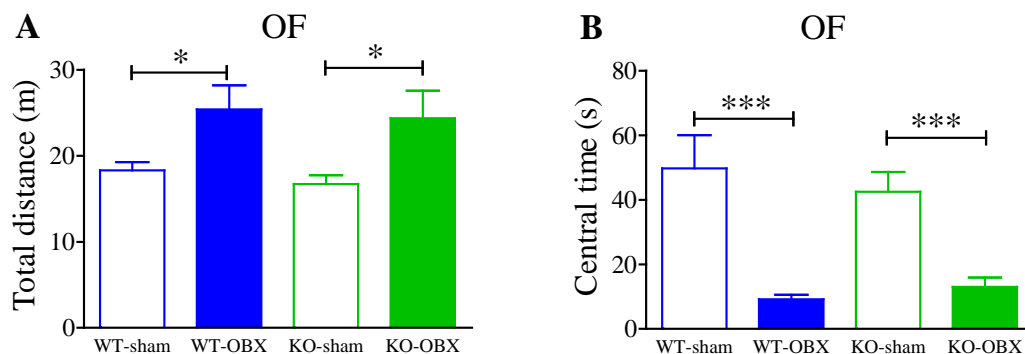 A
OF
Total distance (m)
30
20
10
0
*
*
WT-sham WT-OBX KO-sham KO-OBX
B
OF
Central time (s)
80
60
40
20
0
***
***
WT-sham WT-OBX KO-sham KO-OBX